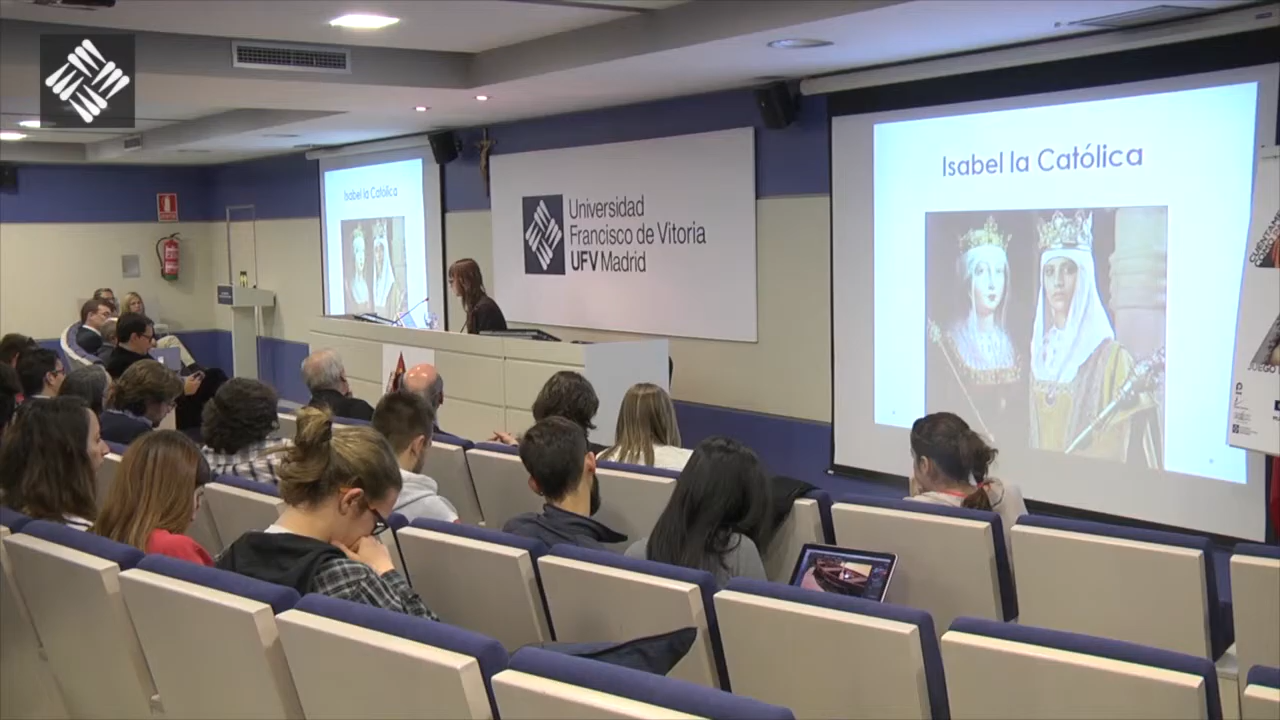 Isabel la Católica
Universidad
Francisco de Vitoria
UFV Madrid
Isabel la Católica